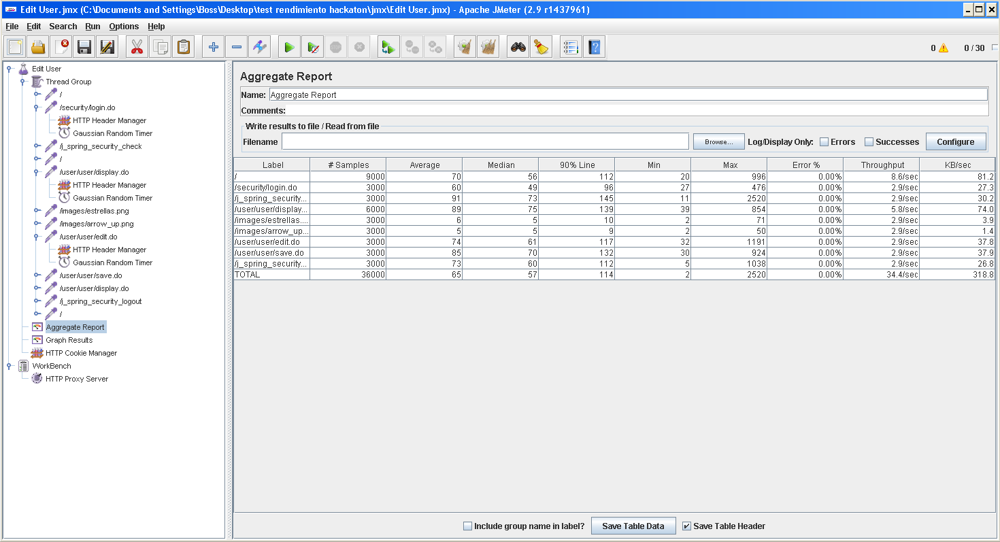 Edit User.jmx (C:\Documents and Settings\Boss\Desktop\test rendimiento hackaton\jmx\Edit User.jmx) - Apache JMeter (2.9 r1437961)
File Edit Search Run Options Help
0 0 / 30
Edit User
Thread Group
/
/security/login.do
HTTP Header Manager
Gaussian Random Timer
/j_spring_security_check
/
/user/user/display.do
HTTP Header Manager
Gaussian Random Timer
/images/estrellas.png
/images/arrow_up.png
/user/user/edit.do
HTTP Header Manager
Gaussian Random Timer
/user/user/save.do
/user/user/display.do
/j_spring_security_logout
/
Aggregate Report
Graph Results
HTTP Cookie Manager
WorkBench
HTTP Proxy Server
Aggregate Report
Name: Aggregate Report
Comments:
Write results to file / Read from file
Filename Browse... Log/Display Only: Errors Successes Configure
Label # Samples Average Median 90% Line Min Max Error % Throughput KB/sec
/ 9000 70 56 112 20 996 0.00% 8.6/sec 81.2
/security/login.do 3000 60 49 96 27 476 0.00% 2.9/sec 27.3
/j_spring_security... 3000 91 73 145 11 2520 0.00% 2.9/sec 30.2
/user/user/display... 6000 89 75 139 39 854 0.00% 5.8/sec 74.0
/images/estrellas.... 3000 6 5 10 2 71 0.00% 2.9/sec 3.9
/images/arrow_up... 3000 5 5 9 2 50 0.00% 2.9/sec 1.4
/user/user/edit.do 3000 74 61 117 32 1191 0.00% 2.9/sec 37.8
/user/user/save.do 3000 85 70 132 30 924 0.00% 2.9/sec 37.9
/j_spring_security... 3000 73 60 112 5 1038 0.00% 2.9/sec 26.8
TOTAL 36000 65 57 114 2 2520 0.00% 34.4/sec 318.8
Include group name in label? Save Table Data Save Table Header